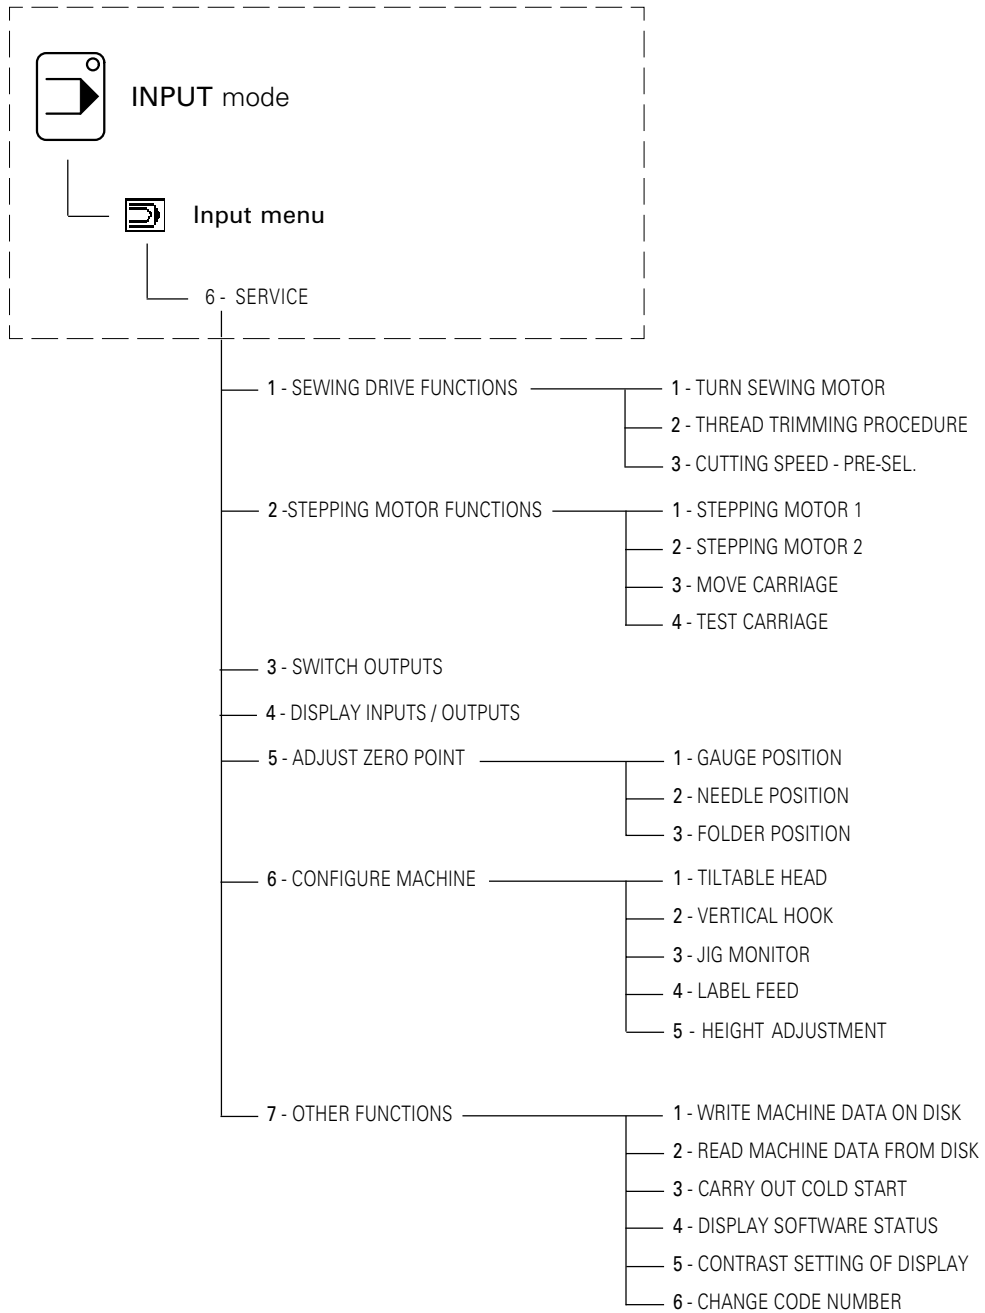 INPUT mode
Input menu
6 - SERVICE
1 - SEWING DRIVE FUNCTIONS
1 - TURN SEWING MOTOR
2 - THREAD TRIMMING PROCEDURE
3 - CUTTING SPEED - PRE-SEL.
2 -STEPPING MOTOR FUNCTIONS
1 - STEPPING MOTOR 1
2 - STEPPING MOTOR 2
3 - MOVE CARRIAGE
4 - TEST CARRIAGE
3 - SWITCH OUTPUTS
4 - DISPLAY INPUTS / OUTPUTS
5 - ADJUST ZERO POINT
1 - GAUGE POSITION
2 - NEEDLE POSITION
3 - FOLDER POSITION
6 - CONFIGURE MACHINE
1 - TILTABLE HEAD
2 - VERTICAL HOOK
3 - JIG MONITOR
4 - LABEL FEED
5 - HEIGHT ADJUSTMENT
7 - OTHER FUNCTIONS
1 - WRITE MACHINE DATA ON DISK
2 - READ MACHINE DATA FROM DISK
3 - CARRY OUT COLD START
4 - DISPLAY SOFTWARE STATUS
5 - CONTRAST SETTING OF DISPLAY
6 - CHANGE CODE NUMBER